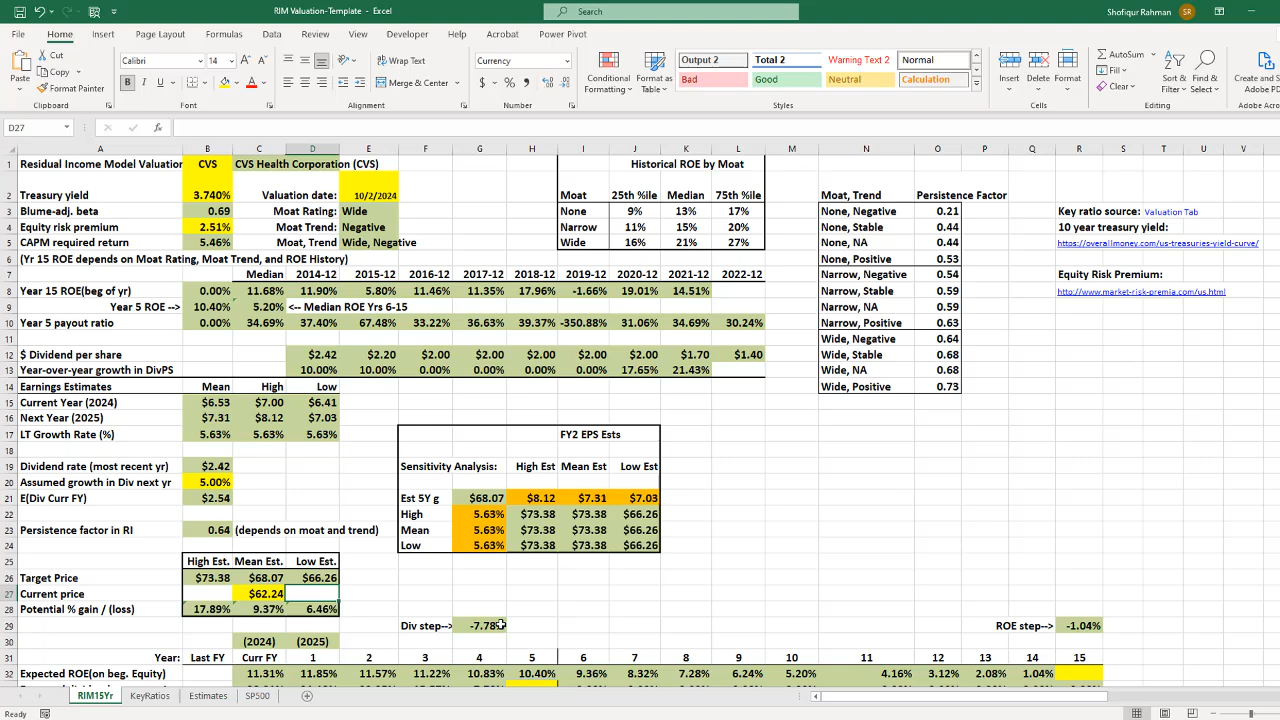 RIM Valuation-Template - Excel
Search
Shofiqur Rahman SR
File Home Insert Page Layout Formulas Data Review View Developer Help Acrobat Power Pivot
Cut
Copy
Format Painter
Paste
Clipboard
Calibri 14
B I U
Font
Wrap Text
Merge & Center
Alignment
Currency
$ % ,
Number
Conditional Formatting
Format as Table
Output 2 Total 2 Warning Text 2 Normal
Bad Good Neutral Calculation
Styles
Insert Delete Format
Cells
AutoSum
Fill
Clear
Sort & Filter
Find & Select
Editing
Create and S
Adobe PD
Adobe Acro
D27
A B C D E F G H I J K L M N O P Q R S T U V
1 Residual Income Model Valuation CVS CVS Health Corporation (CVS) Historical ROE by Moat
2 Treasury yield 3.740% Valuation date: 10/2/2024 Moat 25th %ile Median 75th %ile Moat, Trend Persistence Factor
3 Blume-adj. beta 0.69 Moat Rating: Wide None 9% 13% 17% None, Negative 0.21 Key ratio source: Valuation Tab
4 Equity risk premium 2.51% Moat Trend: Negative Narrow 11% 15% 20% None, Stable 0.44 10 year treasury yield:
5 CAPM required return 5.46% Moat, Trend Wide, Negative Wide 16% 21% 27% None, NA 0.44 https://overallmoney.com/us-treasuries-yield-curve/
6 (Yr 15 ROE depends on Moat Rating, Moat Trend, and ROE History) None, Positive 0.53
7 Median 2014-12 2015-12 2016-12 2017-12 2018-12 2019-12 2020-12 2021-12 2022-12 Narrow, Negative 0.54 Equity Risk Premium:
8 Year 15 ROE(beg of yr) 0.00% 11.68% 11.90% 5.80% 11.46% 11.35% 17.96% -1.66% 19.01% 14.51% Narrow, Stable 0.59 http://www.market-risk-premia.com/us.html
9 Year 5 ROE --> 10.40% 5.20% <-- Median ROE Yrs 6-15 Narrow, NA 0.59
10 Year 5 payout ratio 0.00% 34.69% 37.40% 67.48% 33.22% 36.63% 39.37% -350.88% 31.06% 34.69% 30.24% Narrow, Positive 0.63
11 Wide, Negative 0.64
12 $ Dividend per share $2.42 $2.20 $2.00 $2.00 $2.00 $2.00 $2.00 $1.70 $1.40 Wide, Stable 0.68
13 Year-over-year growth in DivPS 10.00% 10.00% 0.00% 0.00% 0.00% 0.00% 17.65% 21.43% Wide, NA 0.68
14 Earnings Estimates Mean High Low Wide, Positive 0.73
15 Current Year (2024) $6.53 $7.00 $6.41
16 Next Year (2025) $7.31 $8.12 $7.03
17 LT Growth Rate (%) 5.63% 5.63% 5.63% FY2 EPS Ests
18
19 Dividend rate (most recent yr) $2.42 Sensitivity Analysis: High Est Mean Est Low Est
20 Assumed growth in Div next yr 5.00%
21 E(Div Curr FY) $2.54 Est 5Y g $68.07 $8.12 $7.31 $7.03
22 High 5.63% $73.38 $73.38 $66.26
23 Persistence factor in RI 0.64 (depends on moat and trend) Mean 5.63% $73.38 $73.38 $66.26
24 Low 5.63% $73.38 $73.38 $66.26
25 High Est. Mean Est. Low Est.
26 Target Price $73.38 $68.07 $66.26
27 Current price $62.24
28 Potential % gain / (loss) 17.89% 9.37% 6.46%
29 Div step--> -7.78% ROE step--> -1.04%
30 (2024) (2025)
31 Year: Last FY Curr FY 1 2 3 4 5 6 7 8 9 10 11 12 13 14 15
32 Expected ROE(on beg. Equity) 11.31% 11.85% 11.57% 11.22% 10.83% 10.40% 9.36% 8.32% 7.28% 6.24% 5.20% 4.16% 3.12% 2.08% 1.04%
RIM15Yr KeyRatios Estimates SP500
Ready